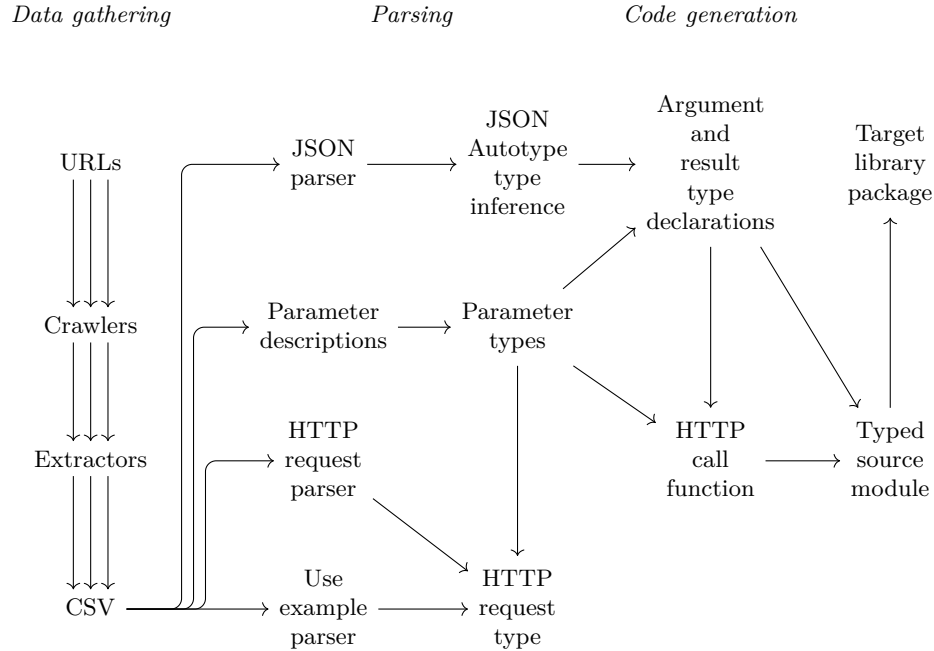 Data gathering
Parsing
Code generation
URLs
JSON
parser
JSON
Autotype
type
inference
Argument
and
result
type
declarations
Target
library
package
Crawlers
Parameter
descriptions
Parameter
types
Extractors
HTTP
request
parser
HTTP
call
function
Typed
source
module
CSV
Use
example
parser
HTTP
request
type